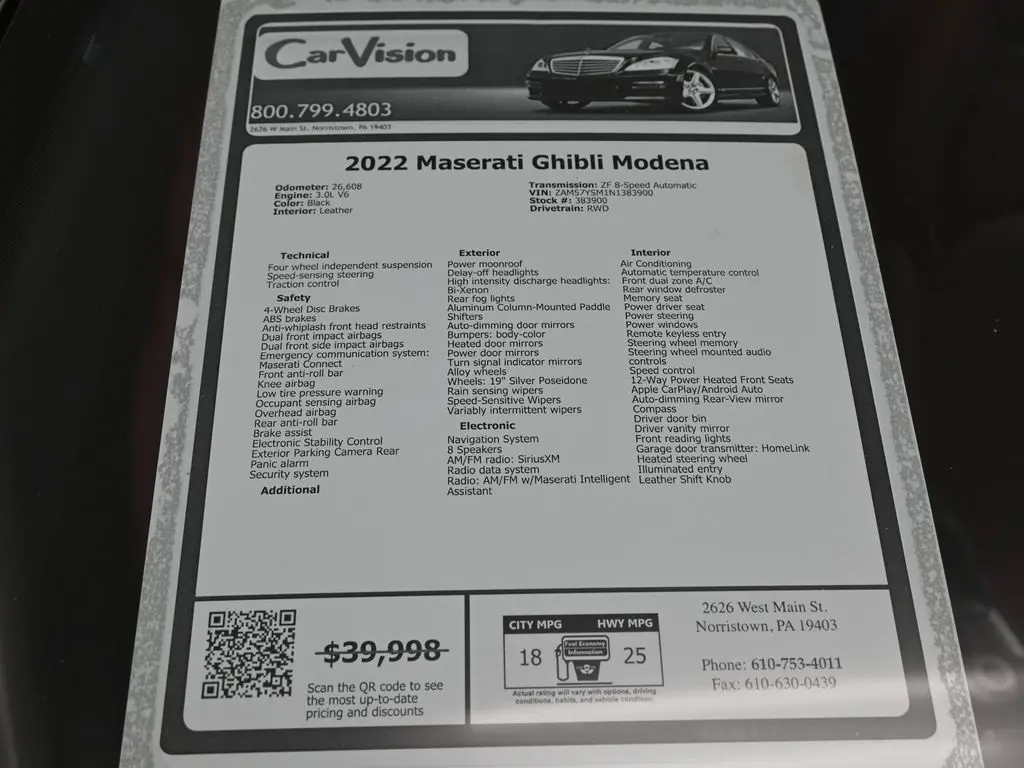 CarVision
800.799.4803
2626 W Main St. Norristown, PA 19403
2022 Maserati Ghibli Modena
Odometer: 26,608
Engine: 3.0L V6
Color: Black
Interior: Leather
Transmission: ZF 8-Speed Automatic
VIN: ZAM57YSM1N1383900
Stock #: 383900
Drivetrain: RWD
Technical
Four wheel independent suspension
Speed-sensing steering
Traction control
Safety
4-Wheel Disc Brakes
ABS brakes
Anti-whiplash front head restraints
Dual front impact airbags
Dual front side impact airbags
Emergency communication system:
Maserati Connect
Front anti-roll bar
Knee airbag
Low tire pressure warning
Occupant sensing airbag
Overhead airbag
Rear anti-roll bar
Brake assist
Electronic Stability Control
Exterior Parking Camera Rear
Panic alarm
Security system
Additional
Exterior
Power moonroof
Delay-off headlights
High intensity discharge headlights:
Bi-Xenon
Rear fog lights
Aluminum Column-Mounted Paddle
Shifters
Auto-dimming door mirrors
Bumpers: body-color
Heated door mirrors
Power door mirrors
Turn signal indicator mirrors
Alloy wheels
Wheels: 19" Silver Poseidone
Rain sensing wipers
Speed-Sensitive Wipers
Variably intermittent wipers
Electronic
Navigation System
8 Speakers
AM/FM radio: SiriusXM
Radio data system
Radio: AM/FM w/Maserati Intelligent
Assistant
Interior
Air Conditioning
Automatic temperature control
Front dual zone A/C
Rear window defroster
Memory seat
Power driver seat
Power steering
Power windows
Remote keyless entry
Steering wheel memory
Steering wheel mounted audio
controls
Speed control
12-Way Power Heated Front Seats
Apple CarPlay/Android Auto
Auto-dimming Rear-View mirror
Compass
Driver door bin
Driver vanity mirror
Front reading lights
Garage door transmitter: HomeLink
Heated steering wheel
Illuminated entry
Leather Shift Knob
$39,998
Scan the QR code to see
the most up-to-date
pricing and discounts
CITY MPG
HWY MPG
18
Fuel Economy
Information
25
Actual rating will vary with options, driving
conditions, habits, and vehicle condition.
2626 West Main St.
Norristown, PA 19403
Phone: 610-753-4011
Fax: 610-630-0439